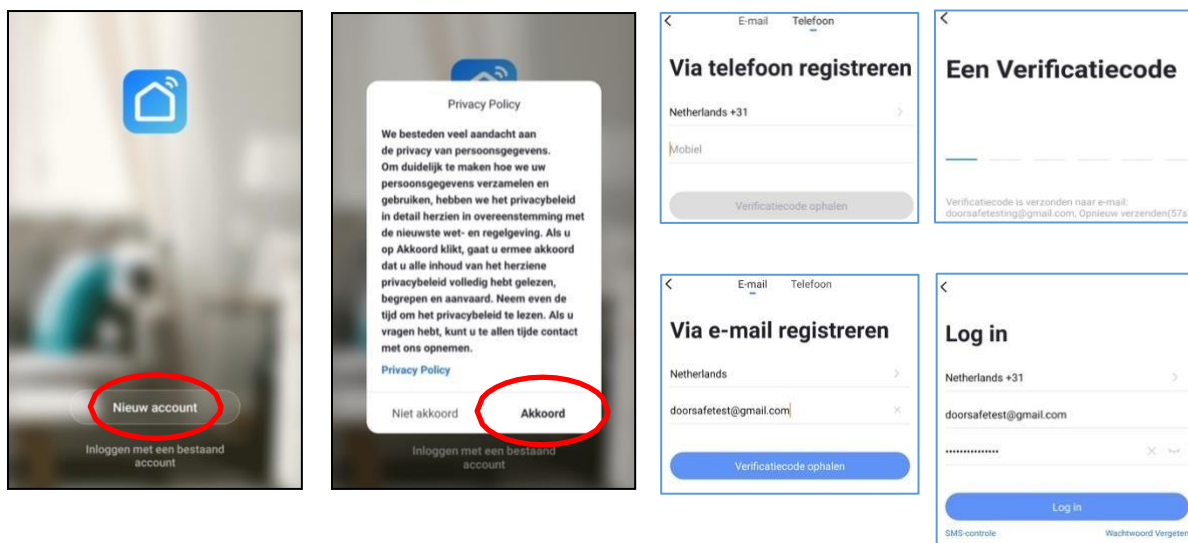 Nieuw account
Inloggen met een bestaand
account
Privacy Policy
We besteden veel aandacht aan
de privacy van persoonsgegevens.
Om duidelijk te maken hoe we uw
persoonsgegevens verzamelen en
gebruiken, hebben we het privacybeleid
in detail herzien in overeenstemming met
de nieuwste wet- en regelgeving. Als u
op Akkoord klikt, gaat u ermee akkoord
dat u alle inhoud van het herziene
privacybeleid volledig hebt gelezen,
begrepen en aanvaard. Neem even de
tijd om het privacybeleid te lezen. Als u
vragen hebt, kunt u te allen tijde contact
met ons opnemen.
Privacy Policy
Niet akkoord Akkoord
Inloggen met een bestaand
account
E-mail Telefoon
Via telefoon registreren
Netherlands +31
Mobiel
Verificatiecode ophalen
Een Verificatiecode
Verificatiecode is verzonden naar e-mail:
doorsafetesting@gmail.com, Opnieuw verzenden(57s
E-mail Telefoon
Via e-mail registreren
Netherlands
doorsafetest@gmail.com
Verificatiecode ophalen
Log in
Netherlands +31
doorsafetest@gmail.com
Log in
SMS-controle Wachtwoord Vergeten